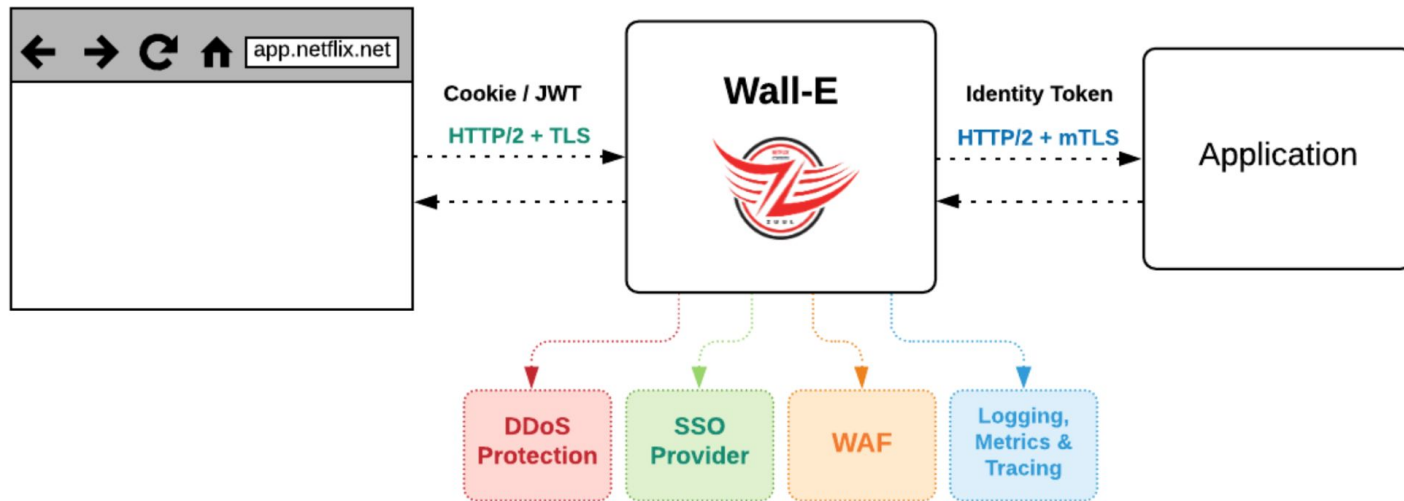 app.netflix.net
Cookie / JWT
HTTP/2 + TLS
Wall-E
ZUUL
Identity Token
HTTP/2 + mTLS
Application
DDoS
Protection
SSO
Provider
WAF
Logging,
Metrics &
Tracing